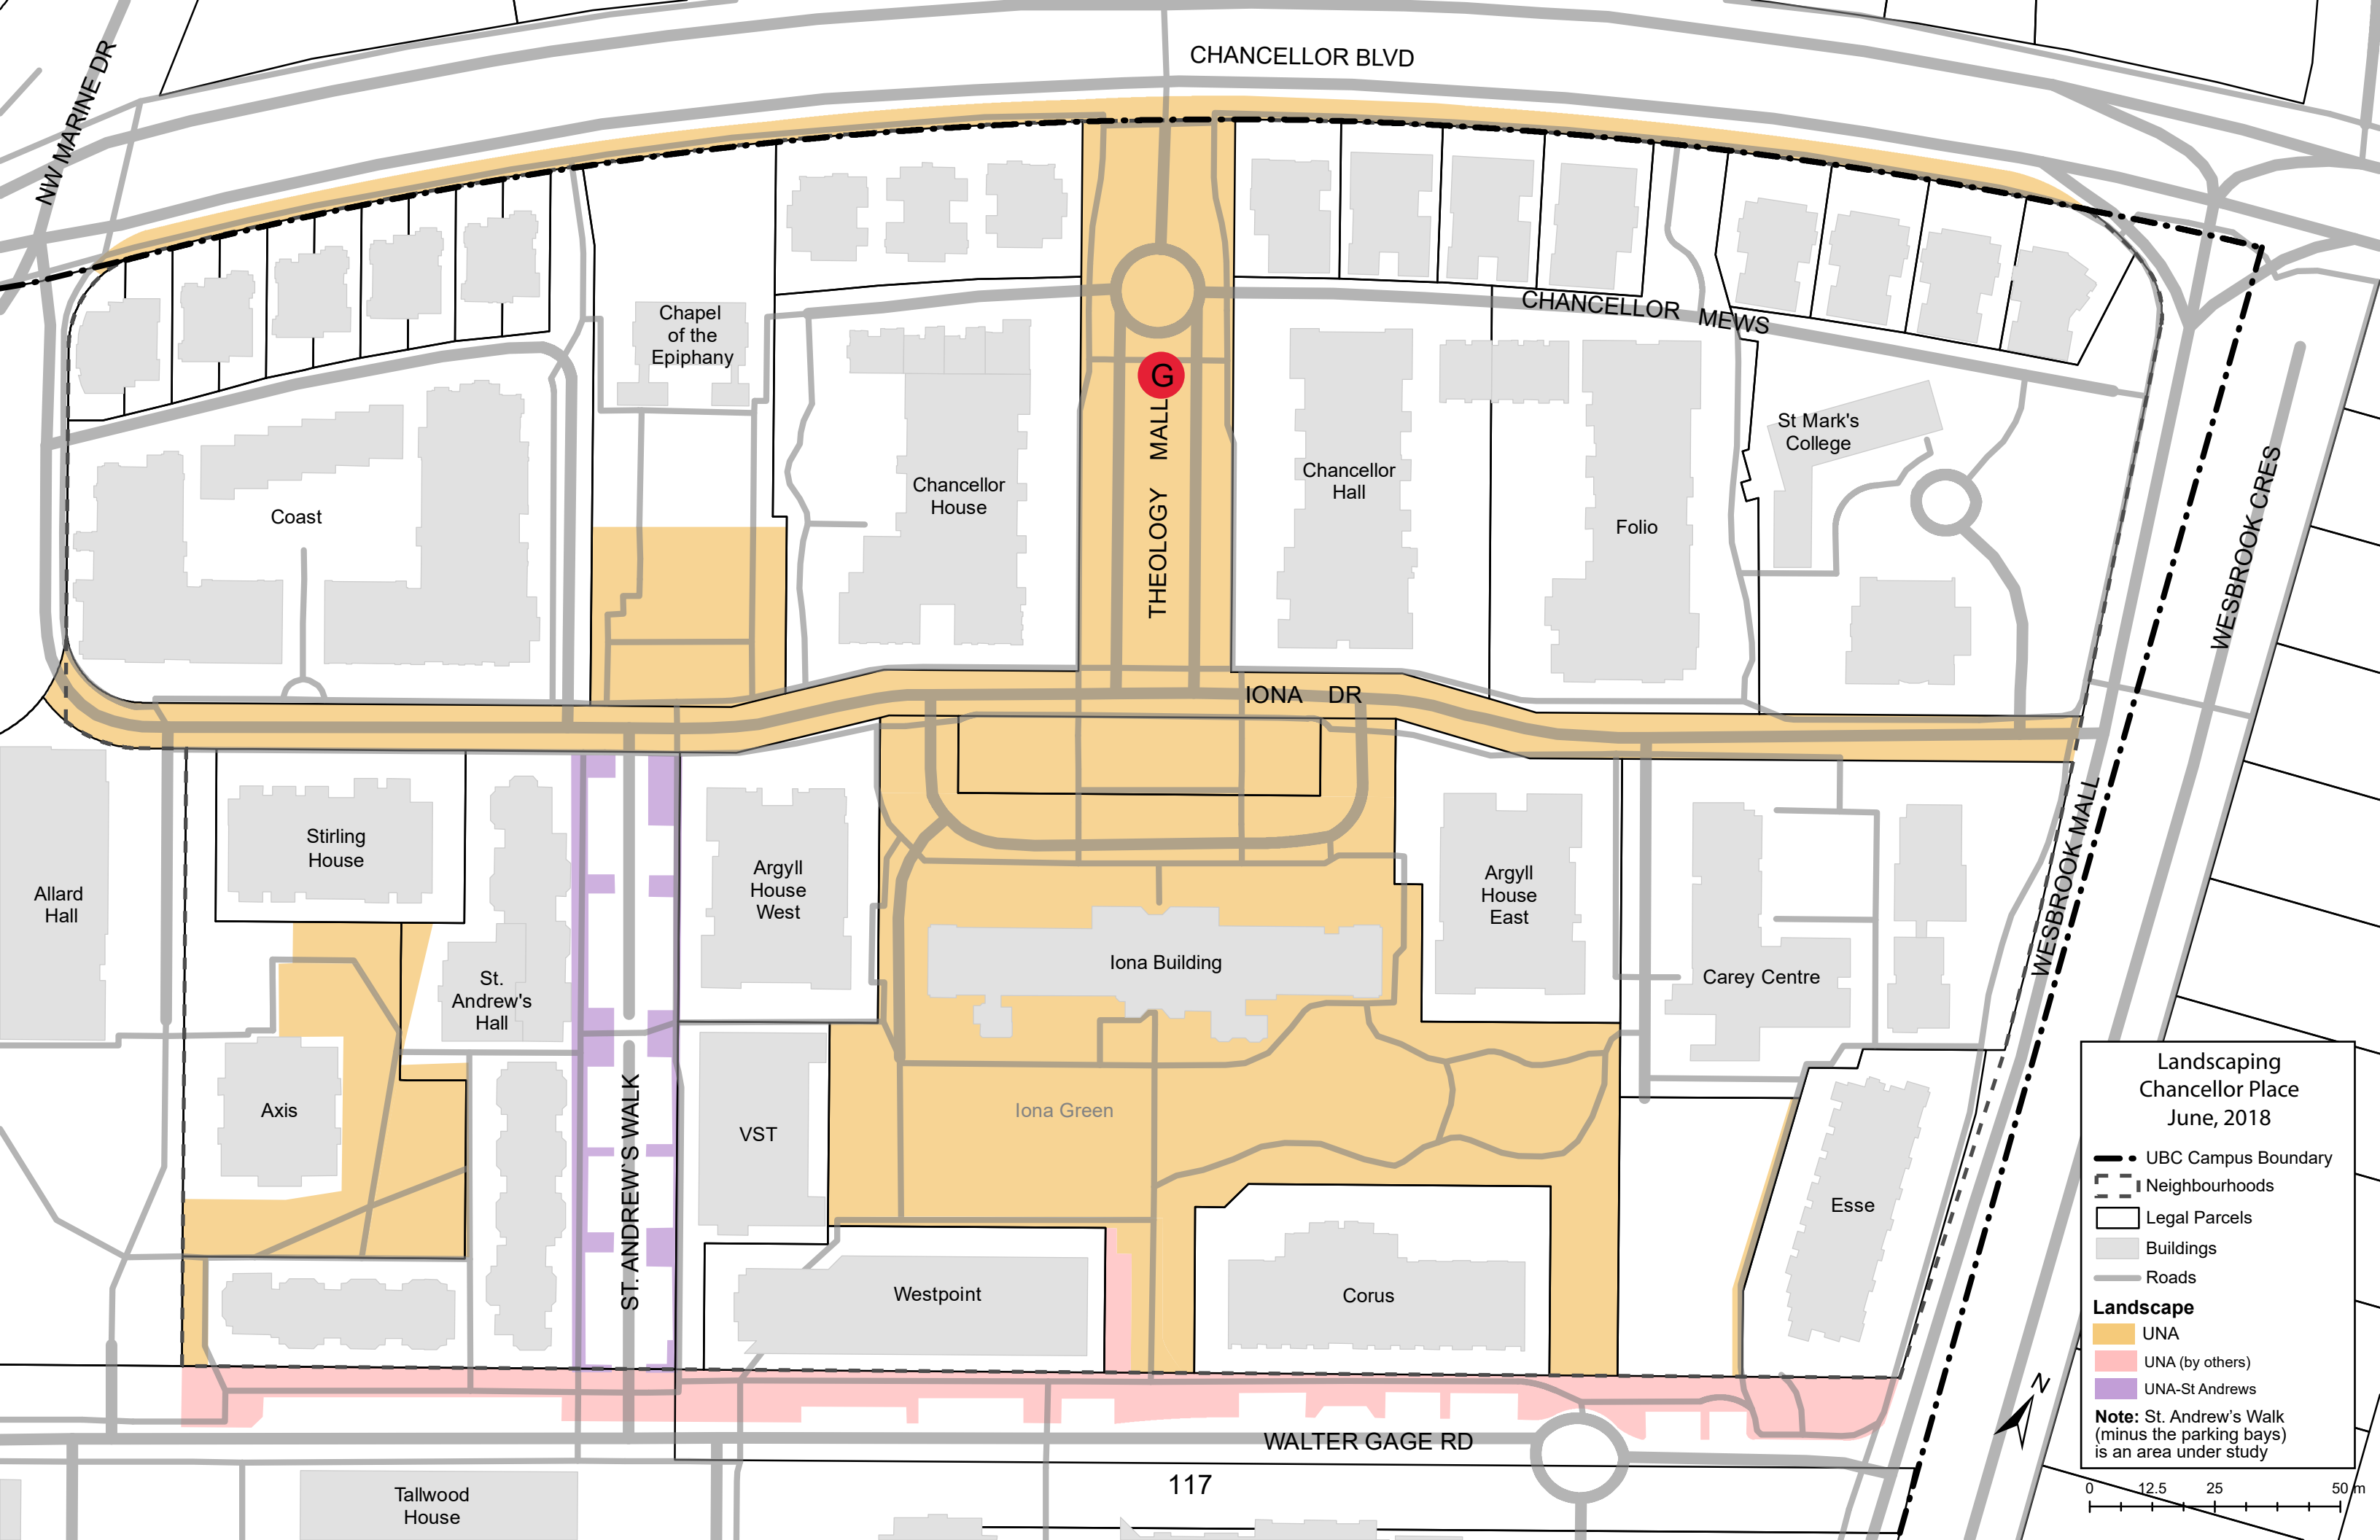 CHANCELLOR BLVD
NW MARINE DR
Chapel
of the
Epiphany
CHANCELLOR MEWS
G
THEOLOGY MALL
St Mark's
College
Coast
Chancellor
House
Chancellor
Hall
Folio
WESBROOK CRES
IONA DR
Stirling
House
Allard
Hall
Argyll
House
West
Argyll
House
East
WESBROOK MALL
St.
Andrew's
Hall
Iona Building
Carey Centre
Axis
Iona Green
VST
ST. ANDREW`S WALK
Esse
Westpoint
Corus
WALTER GAGE RD
117
Tallwood
House
Landscaping
Chancellor Place
June, 2018
UBC Campus Boundary
Neighbourhoods
Legal Parcels
Buildings
Roads
Landscape
UNA
UNA (by others)
UNA-St Andrews
Note: St. Andrew's Walk
(minus the parking bays)
is an area under study
N
0 12.5 25 50 m